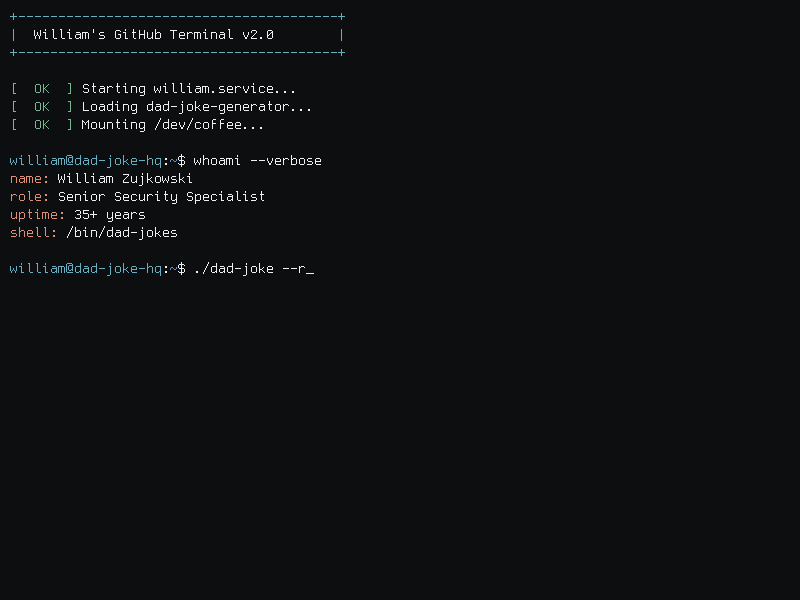 +----------------------------------------+
|  William's GitHub Terminal v2.0        |
+----------------------------------------+
[  OK  ] Starting william.service...
[  OK  ] Loading dad-joke-generator...
[  OK  ] Mounting /dev/coffee...
william@dad-joke-hq:~$ whoami --verbose
name: William Zujkowski
role: Senior Security Specialist
uptime: 35+ years
shell: /bin/dad-jokes
william@dad-joke-hq:~$ ./dad-joke --r_